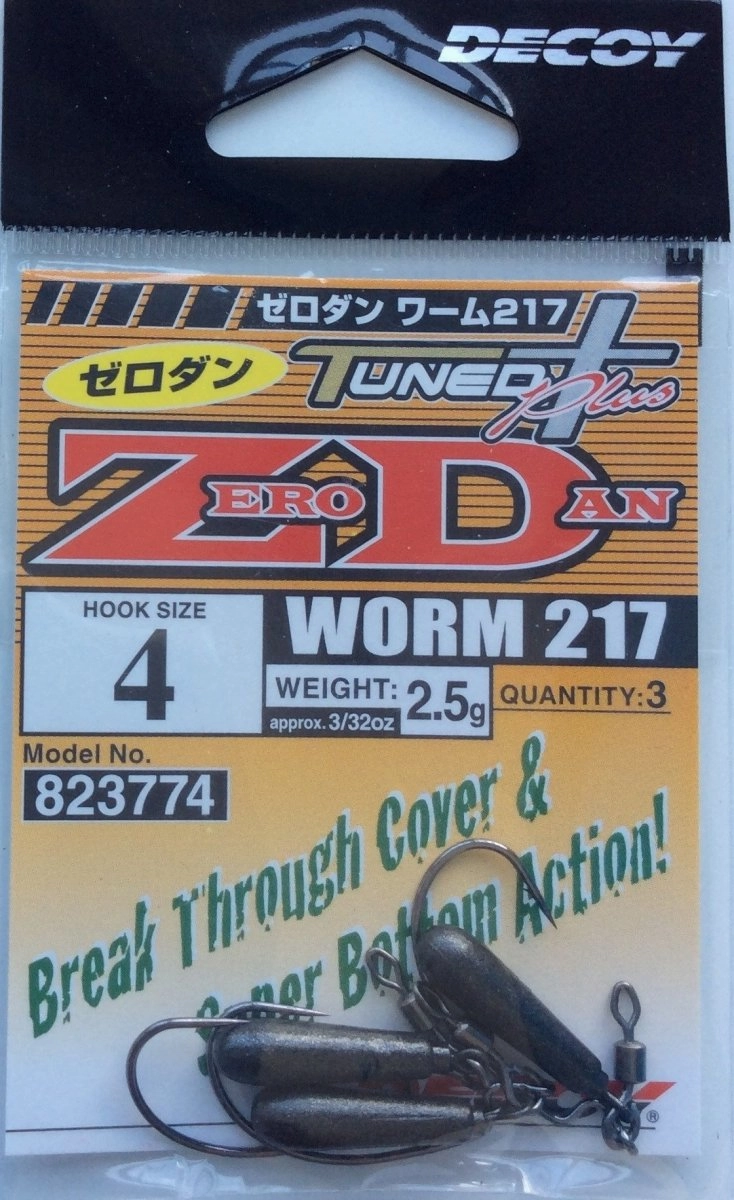 DECOY
ゼロダン ワーム217
ゼロダン
TUNED Plus
ZERO DAN
HOOK SIZE
4
WORM 217
WEIGHT: 2.5g
approx. 3/32oz
QUANTITY:3
Model No.
823774
Break Through Cover &
Super Bottom Action!
®